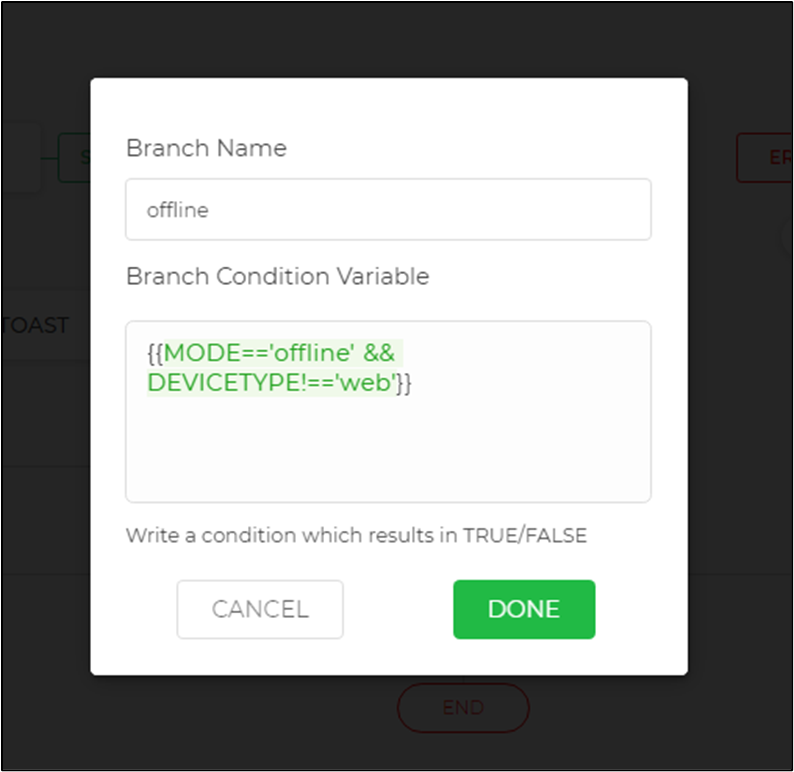 Branch Name
offline
Branch Condition Variable
{{MODE=='offline' &&
DEVICETYPE!=='web'}}
Write a condition which results in TRUE/FALSE
CANCEL
DONE
TOAST
END